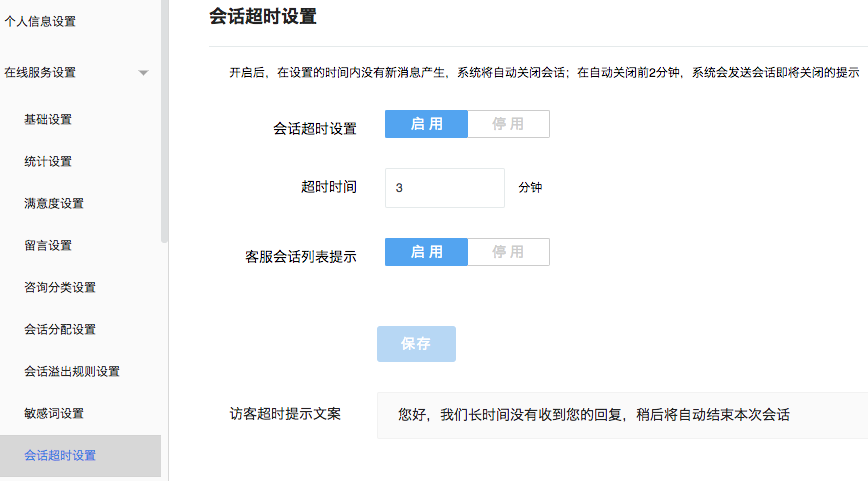 个人信息设置
在线服务设置
基础设置
统计设置
满意度设置
留言设置
咨询分类设置
会话分配设置
会话溢出规则设置
敏感词设置
会话超时设置
会话超时设置
开启后，在设置的时间内没有新消息产生，系统将自动关闭会话；在自动关闭前2分钟，系统会发送会话即将关闭的提示
会话超时设置 启用 停用
超时时间 3 分钟
客服会话列表提示 启用 停用
保存
访客超时提示文案 您好，我们长时间没有收到您的回复，稍后将自动结束本次会话